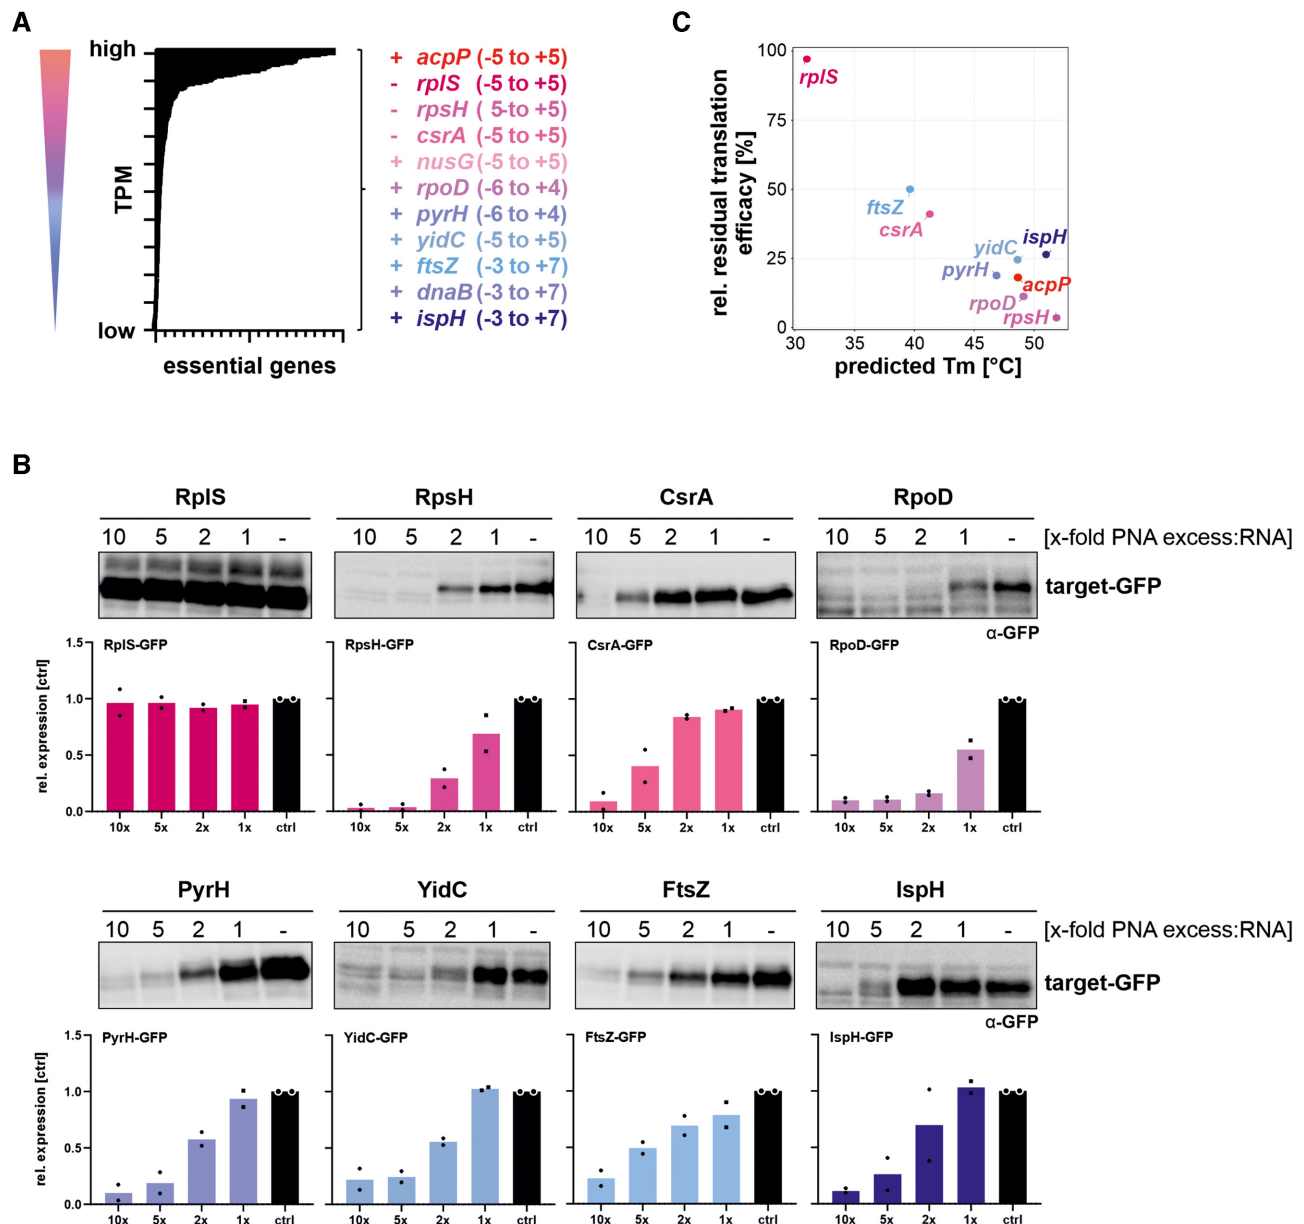 A
high
TPM
low
essential genes
+ acpP (-5 to +5)
- rplS (-5 to +5)
- rpsH ( 5-to +5)
- csrA (-5 to +5)
+ nusG (-5 to +5)
+ rpoD (-6 to +4)
+ pyrH (-6 to +4)
+ yidC (-5 to +5)
+ ftsZ (-3 to +7)
+ dnaB (-3 to +7)
+ ispH (-3 to +7)
C
rel. residual translation
efficacy [%]
100
75
50
25
0
30 35 40 45 50
predicted Tm [°C]
rplS
ftsZ
csrA
yidC
ispH
pyrH
acpP
rpoD
rpsH
B
RplS RpsH CsrA RpoD
10 5 2 1 - 10 5 2 1 - 10 5 2 1 - 10 5 2 1 - [x-fold PNA excess:RNA]
target-GFP
α-GFP
rel. expression [ctrl]
1.5
1.0
0.5
0.0
RplS-GFP RpsH-GFP CsrA-GFP RpoD-GFP
10x 5x 2x 1x ctrl 10x 5x 2x 1x ctrl 10x 5x 2x 1x ctrl 10x 5x 2x 1x ctrl
PyrH YidC FtsZ IspH
10 5 2 1 - 10 5 2 1 - 10 5 2 1 - 10 5 2 1 - [x-fold PNA excess:RNA]
target-GFP
α-GFP
rel. expression [ctrl]
1.5
1.0
0.5
0.0
PyrH-GFP YidC-GFP FtsZ-GFP IspH-GFP
10x 5x 2x 1x ctrl 10x 5x 2x 1x ctrl 10x 5x 2x 1x ctrl 10x 5x 2x 1x ctrl